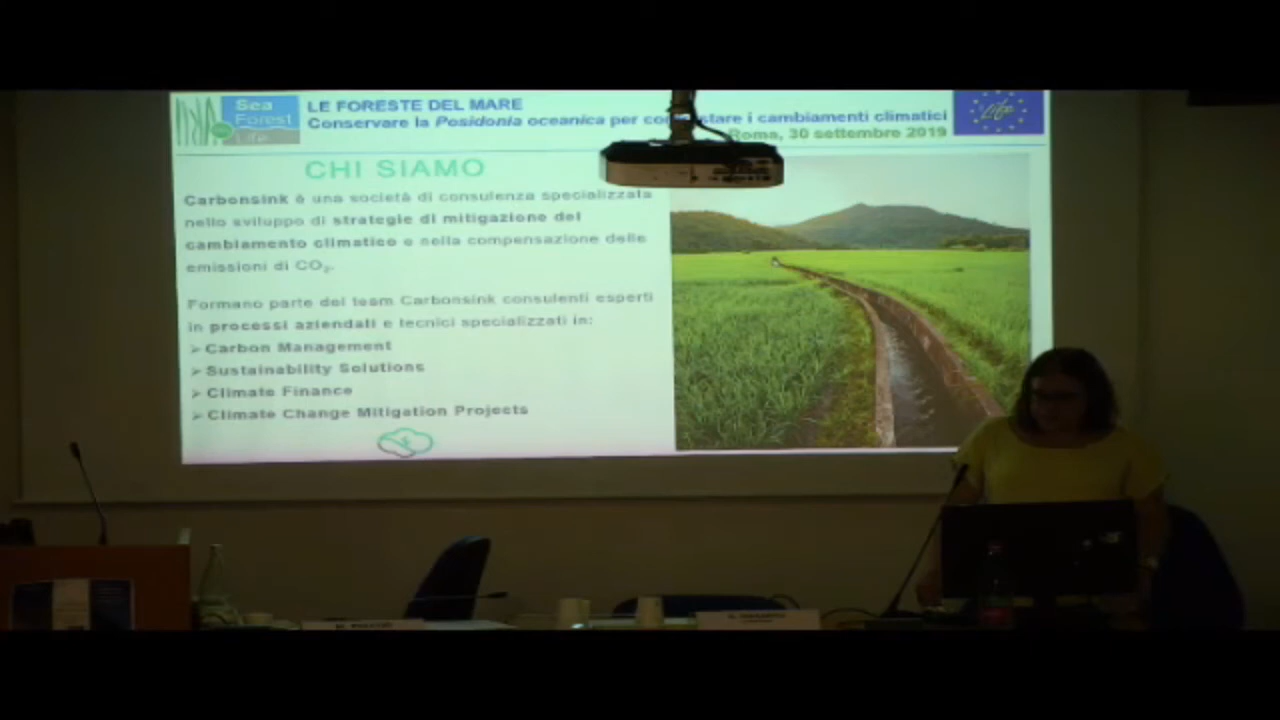 Sea
Forest
Life
LE FORESTE DEL MARE
Conservare la Posidonia oceanica per stare i cambiamenti climatici
Roma, 30 settembre 2019
Life
CHI SIAMO
Carbonsink è una società di consulenza specializzata
nello sviluppo di strategie di mitigazione del
cambiamento climatico e nella compensazione delle
emissioni di CO₂.
Formano parte del team Carbonsink consulenti esperti
in processi aziendali e tecnici specializzati in:
➢ Carbon Management
➢ Sustainability Solutions
➢ Climate Finance
➢ Climate Change Mitigation Projects